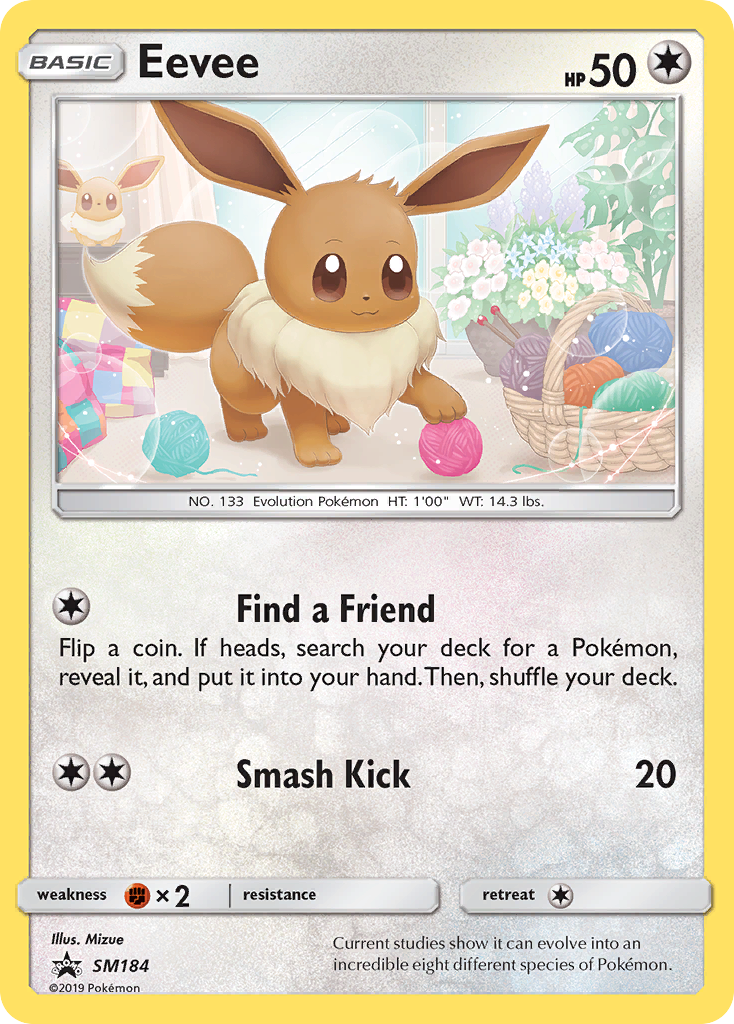 BASIC Eevee HP 50
NO. 133 Evolution Pokémon HT: 1'00" WT: 14.3 lbs.
Find a Friend
Flip a coin. If heads, search your deck for a Pokémon,
reveal it, and put it into your hand. Then, shuffle your deck.
Smash Kick 20
weakness × 2 resistance retreat
Illus. Mizue
SM184
©2019 Pokémon
Current studies show it can evolve into an
incredible eight different species of Pokémon.